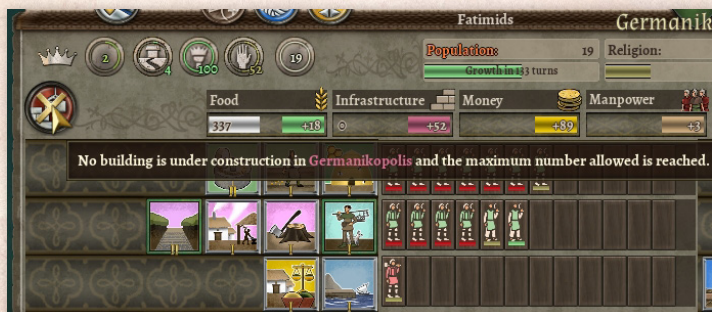 Fatimids
Germanik
2
4
-100
52
19
Population:
19
Religion:
Growth in 153 turns
Food
Infrastructure
Money
Manpower
337
+18
0
+52
+89
+3
No building is under construction in Germanikopolis and the maximum number allowed is reached.